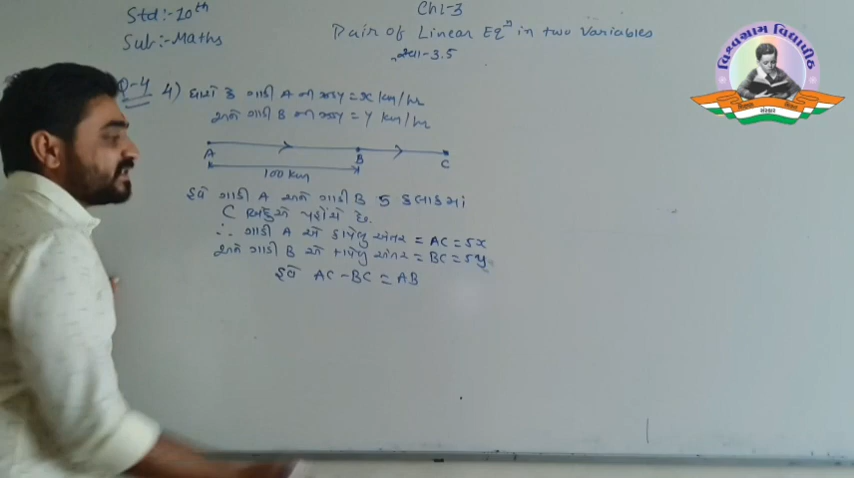 Std:- 10th
Sub:- Maths
Ch:-3
Pair of Linear Eqn in two Variables
સ્વા-3.5
Q-4 4) ધારો કે ગાડી A ની ઝડપ = x km/hr
અને ગાડી B ની ઝડપ = y km/hr
A B C
100 km
હવે ગાડી A અને ગાડી B 5 કલાકમાં
C બિંદુએ પહોંચે છે.
∴ ગાડી A એ કાપેલુ અંતર = AC = 5x
અને ગાડી B એ કાપેલુ અંતર = BC = 5y
હવે AC - BC = AB
વિશ્વગ્રામ વિદ્યાપીઠ